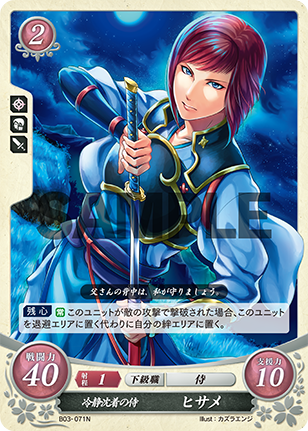 2
SAMPLE
父さんの背中は、私が守りましょう。
残心 常 このユニットが敵の攻撃で撃破された場合、このユニット
を退避エリアに置く代わりに自分の絆エリアに置く。
戦闘力
40
射程 1 下級職 侍
支援力
10
冷静沈着の侍 ヒサメ
B03-071N
Illust：カズラエンジ